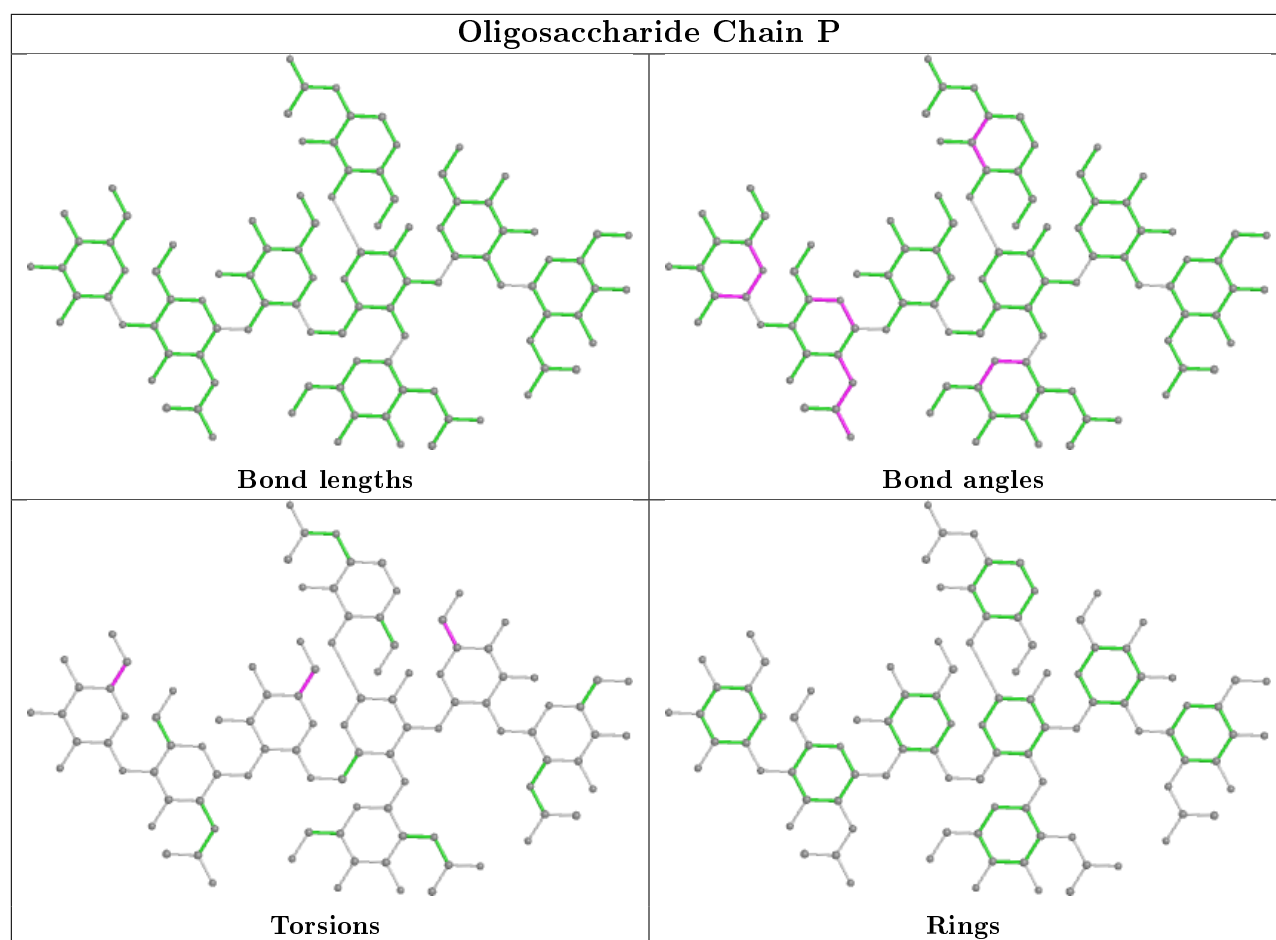 Oligosaccharide Chain P
Bond lengths
Bond angles
Torsions
Rings